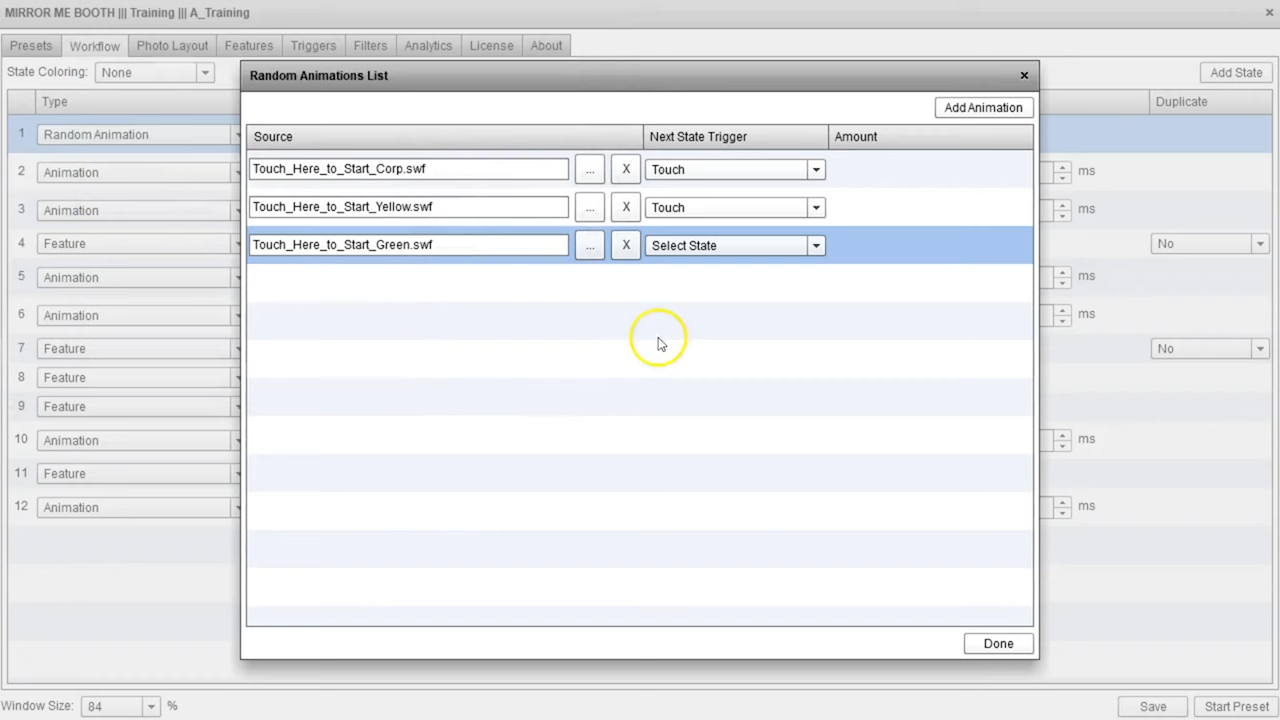 MIRROR ME BOOTH ||| Training ||| A_Training ×
Presets Workflow Photo Layout Features Triggers Filters Analytics License About
State Coloring: None Add State
Random Animations List ×
Type Duplicate
Add Animation
Source Next State Trigger Amount
1 Random Animation
Touch_Here_to_Start_Corp.swf ... X Touch
2 Animation ms
Touch_Here_to_Start_Yellow.swf ... X Touch
3 Animation ms
Touch_Here_to_Start_Green.swf ... X Select State
4 Feature No
5 Animation ms
6 Animation ms
7 Feature No
8 Feature
9 Feature
10 Animation ms
11 Feature
12 Animation ms
Done
Window Size: 84 % Save Start Preset